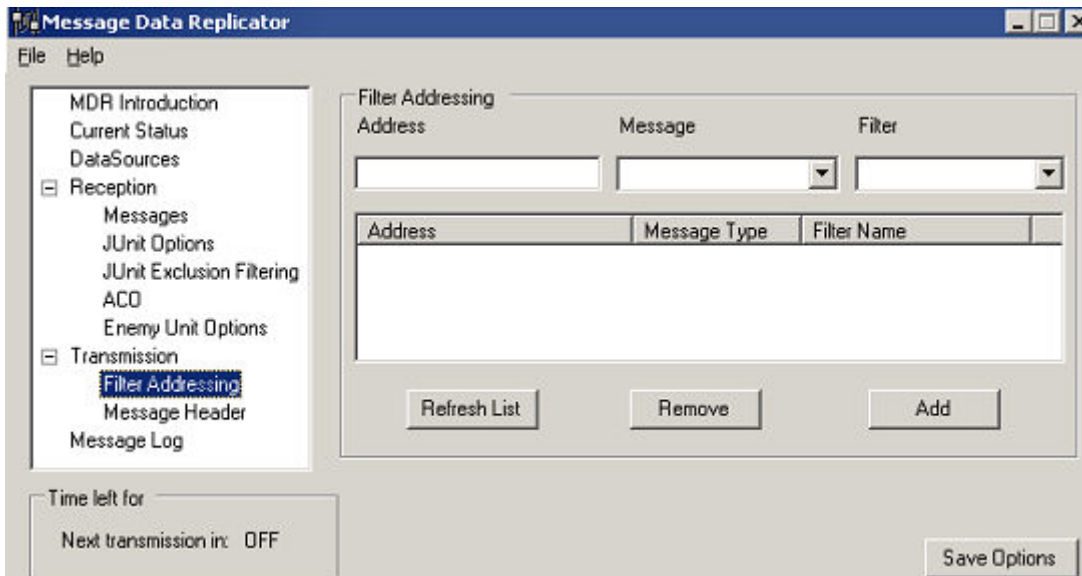 Message Data Replicator
File Help
MDR Introduction
Current Status
DataSources
Reception
Messages
JUnit Options
JUnit Exclusion Filtering
ACO
Enemy Unit Options
Transmission
Filter Addressing
Message Header
Message Log
Time left for
Next transmission in: OFF
Filter Addressing
Address Message Filter
Address Message Type Filter Name
Refresh List Remove Add
Save Options